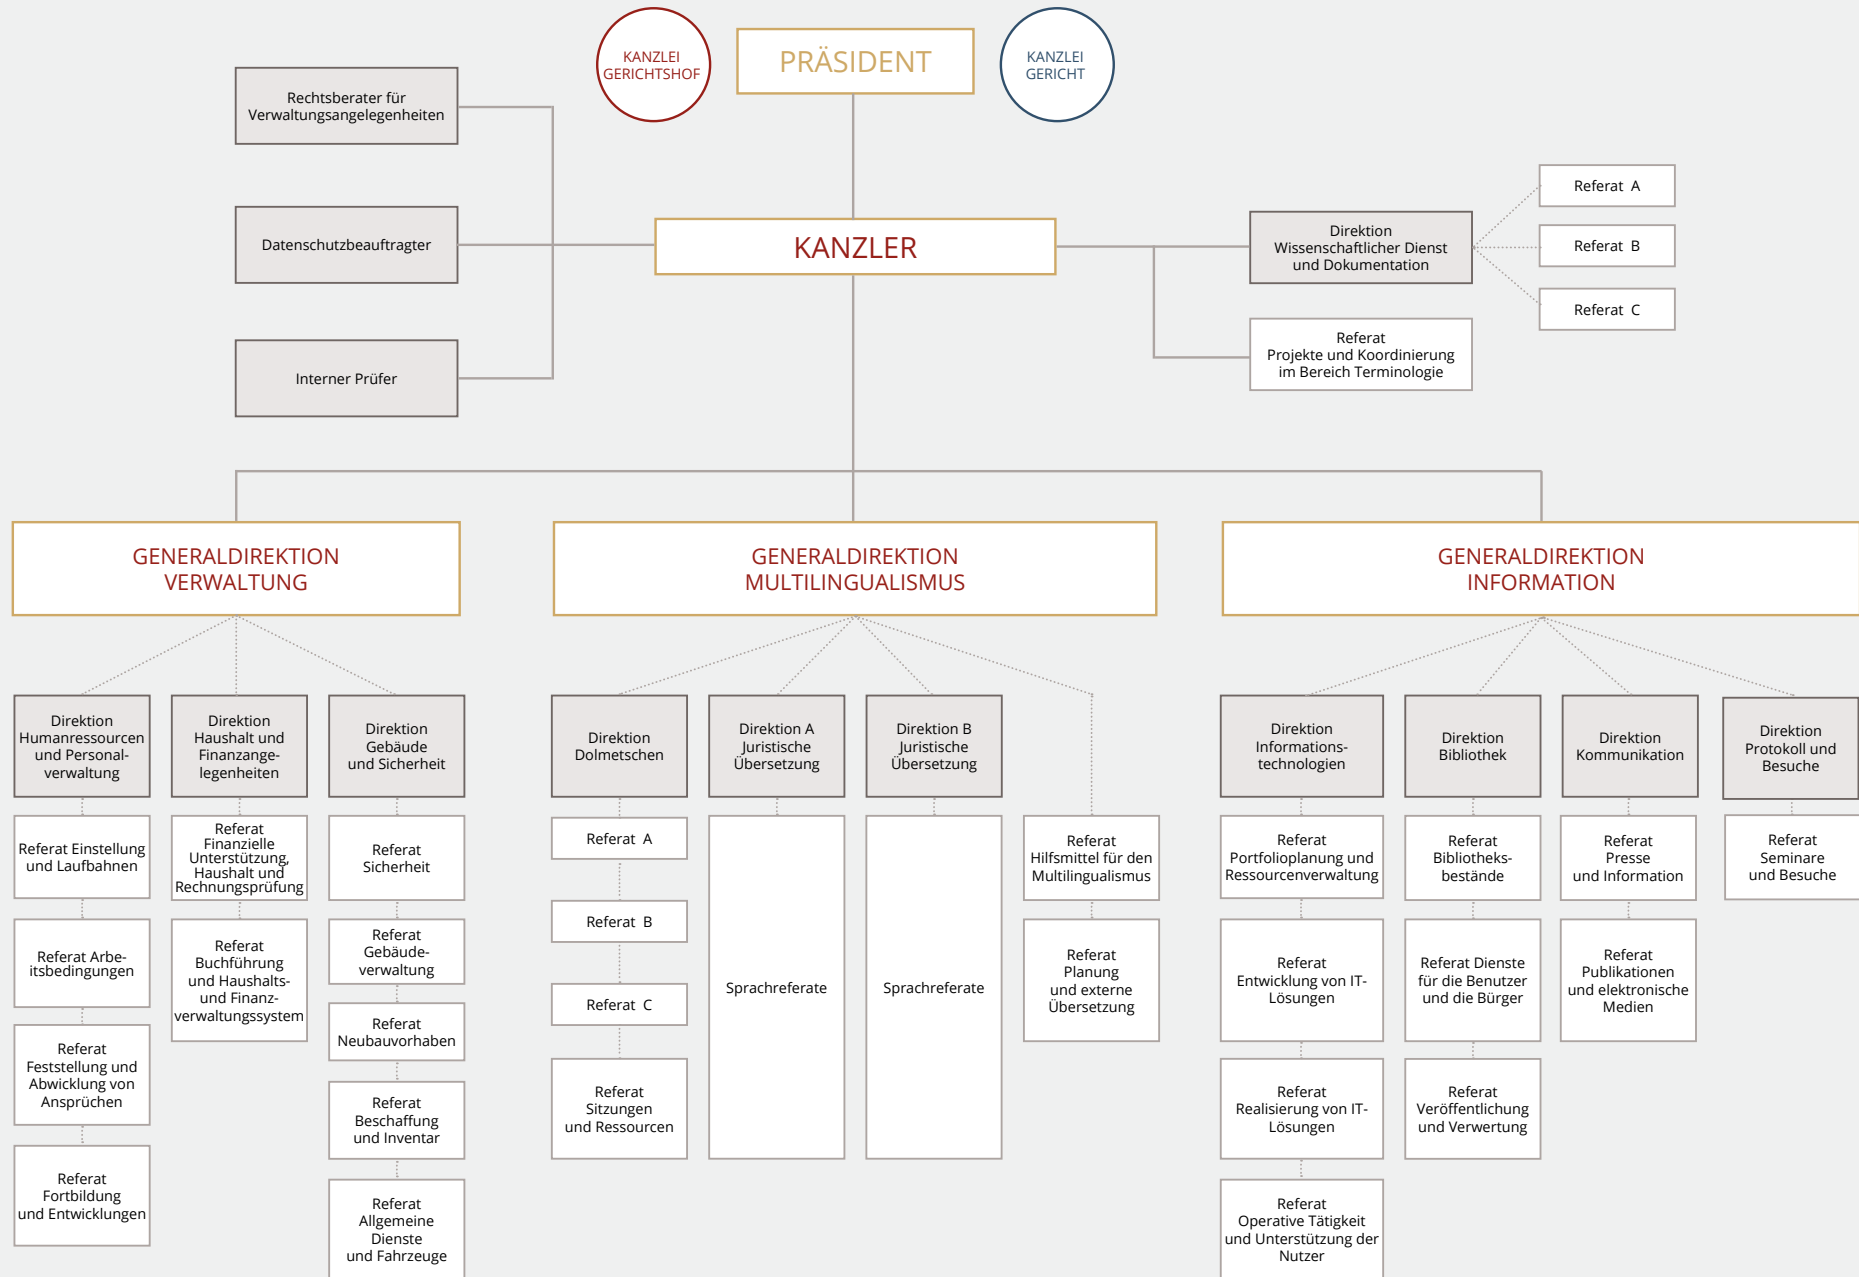 KANZLEI
GERICHTSHOF
PRÄSIDENT
KANZLEI
GERICHT
Rechtsberater für
Verwaltungsangelegenheiten
Datenschutzbeauftragter
Interner Prüfer
KANZLER
Direktion
Wissenschaftlicher Dienst
und Dokumentation
Referat A
Referat B
Referat C
Referat
Projekte und Koordinierung
im Bereich Terminologie
GENERALDIREKTION
VERWALTUNG
GENERALDIREKTION
MULTILINGUALISMUS
GENERALDIREKTION
INFORMATION
Direktion
Humanressourcen
und Personal-
verwaltung
Referat Einstellung
und Laufbahnen
Referat Arbe-
itsbedingungen
Referat
Feststellung und
Abwicklung von
Ansprüchen
Referat
Fortbildung
und Entwicklungen
Direktion
Haushalt und
Finanzange-
legenheiten
Referat
Finanzielle
Unterstützung,
Haushalt und
Rechnungsprüfung
Referat
Buchführung
und Haushalts-
und Finanz-
verwaltungssystem
Direktion
Gebäude
und Sicherheit
Referat
Sicherheit
Referat
Gebäude-
verwaltung
Referat
Neubauvorhaben
Referat
Beschaffung
und Inventar
Referat
Allgemeine
Dienste
und Fahrzeuge
Direktion
Dolmetschen
Referat A
Referat B
Referat C
Referat
Sitzungen
und Ressourcen
Direktion A
Juristische
Übersetzung
Sprachreferate
Direktion B
Juristische
Übersetzung
Sprachreferate
Referat
Hilfsmittel für den
Multilingualismus
Referat
Planung
und externe
Übersetzung
Direktion
Informations-
technologien
Referat
Portfolioplanung und
Ressourcenverwaltung
Referat
Entwicklung von IT-
Lösungen
Referat
Realisierung von IT-
Lösungen
Referat
Operative Tätigkeit
und Unterstützung der
Nutzer
Direktion
Bibliothek
Referat
Bibliotheks-
bestände
Referat Dienste
für die Benutzer
und die Bürger
Referat
Veröffentlichung
und Verwertung
Direktion
Kommunikation
Referat
Presse
und Information
Referat
Publikationen
und elektronische
Medien
Direktion
Protokoll und
Besuche
Referat
Seminare
und Besuche